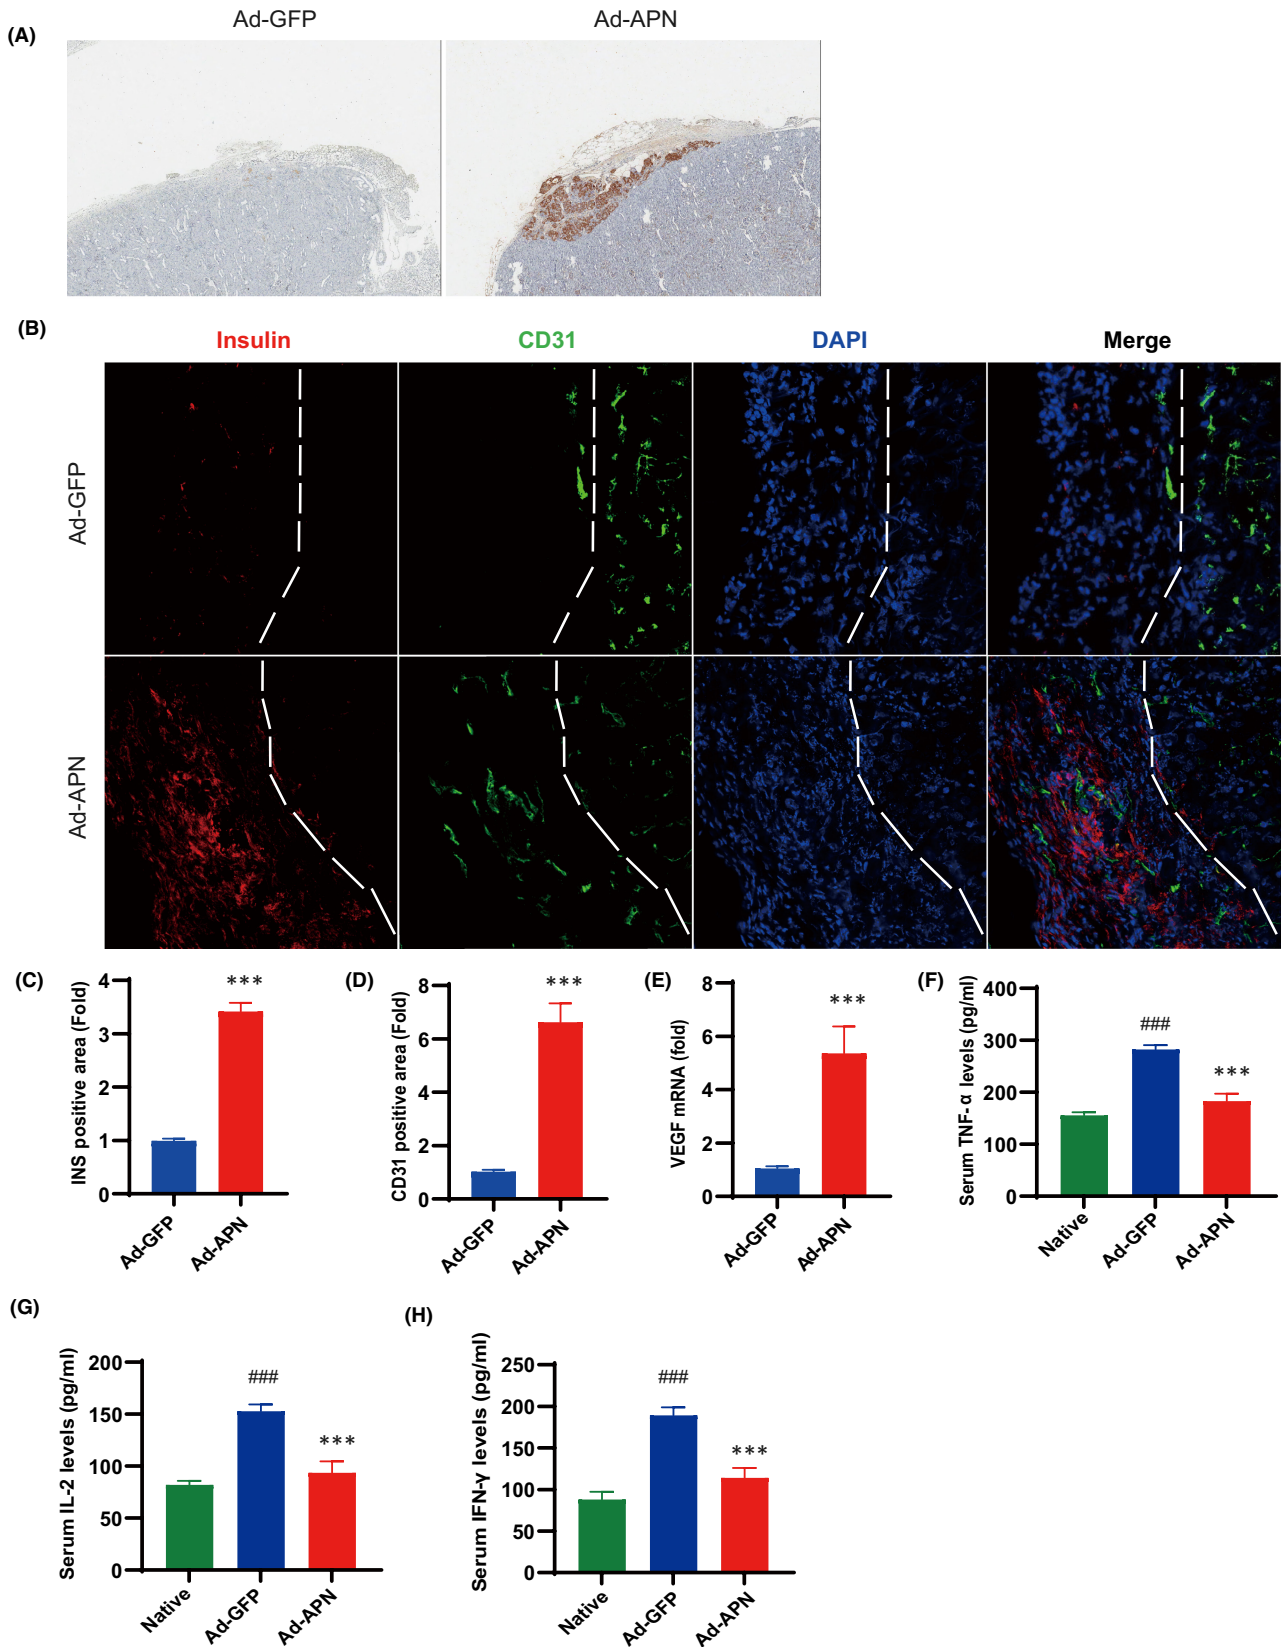 (A)
Ad-GFP
Ad-APN
(B)
Insulin
CD31
DAPI
Merge
Ad-GFP
Ad-APN
(C)
INS positive area (Fold)
4
3
2
1
0
***
Ad-GFP
Ad-APN
(D)
CD31 positive area (Fold)
8
6
4
2
0
***
Ad-GFP
Ad-APN
(E)
VEGF mRNA (fold)
8
6
4
2
0
***
Ad-GFP
Ad-APN
(F)
Serum TNF-α levels (pg/ml)
400
300
200
100
0
###
***
Native
Ad-GFP
Ad-APN
(G)
Serum IL-2 levels (pg/ml)
200
150
100
50
0
###
***
Native
Ad-GFP
Ad-APN
(H)
Serum IFN-γ levels (pg/ml)
250
200
150
100
50
0
###
***
Native
Ad-GFP
Ad-APN